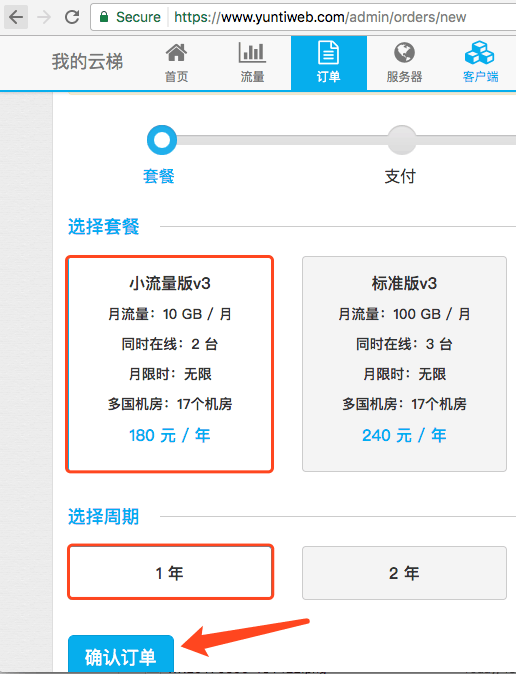 Secure https://www.yuntiweb.com/admin/orders/new
我的云梯 首页 流量 订单 服务器 客户端
套餐 支付
选择套餐
小流量版v3
月流量：10 GB / 月
同时在线：2 台
月限时：无限
多国机房：17个机房
180 元 / 年
标准版v3
月流量：100 GB / 月
同时在线：3 台
月限时：无限
多国机房：17个机房
240 元 / 年
选择周期
1 年 2 年
确认订单